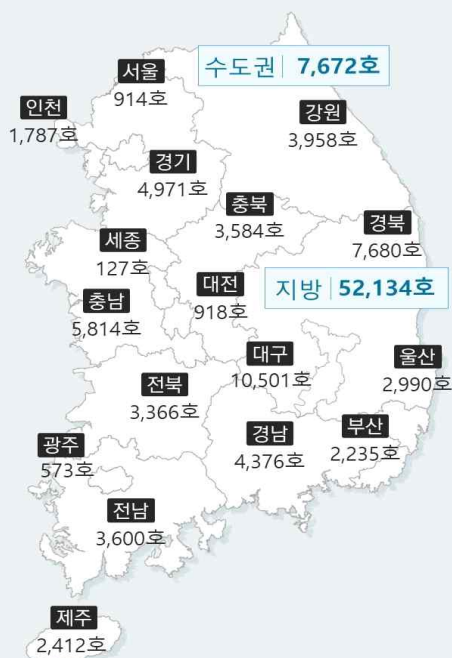 수도권 7,672호
서울
914호
인천
1,787호
강원
3,958호
경기
4,971호
충북
3,584호
경북
7,680호
세종
127호
대전
918호
지방 52,134호
충남
5,814호
대구
10,501호
울산
2,990호
전북
3,366호
경남
4,376호
부산
2,235호
광주
573호
전남
3,600호
제주
2,412호